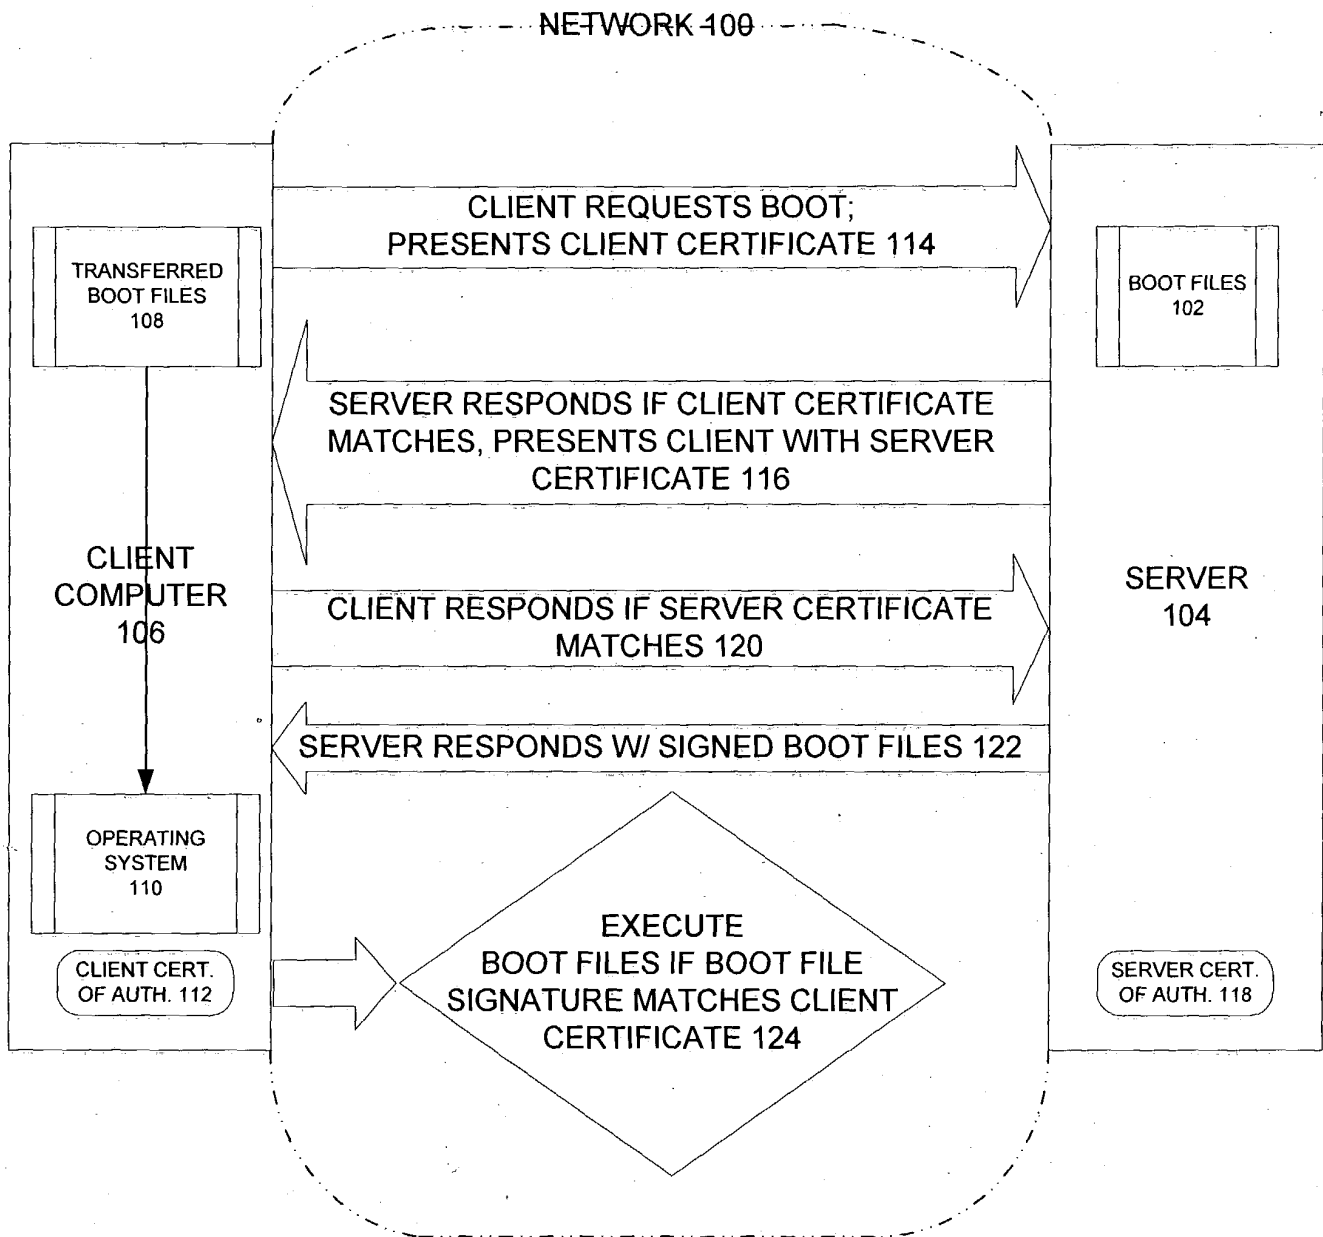 NETWORK 100
CLIENT REQUESTS BOOT;
PRESENTS CLIENT CERTIFICATE 114
TRANSFERRED
BOOT FILES
108
BOOT FILES
102
SERVER RESPONDS IF CLIENT CERTIFICATE
MATCHES, PRESENTS CLIENT WITH SERVER
CERTIFICATE 116
CLIENT
COMPUTER
106
SERVER
104
CLIENT RESPONDS IF SERVER CERTIFICATE
MATCHES 120
SERVER RESPONDS W/ SIGNED BOOT FILES 122
OPERATING
SYSTEM
110
EXECUTE
BOOT FILES IF BOOT FILE
SIGNATURE MATCHES CLIENT
CERTIFICATE 124
CLIENT CERT.
OF AUTH. 112
SERVER CERT.
OF AUTH. 118